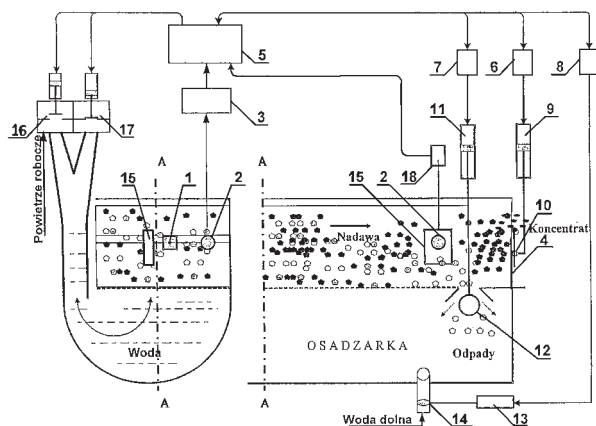 5
7
6
8
3
11
9
16
17
18
A
A
15
1
2
15
2
10
Powietrze robocze
Nadawa
Koncentrat
4
Woda
OSADZARKA
Odpady
12
A
A
Woda dolna
14
13